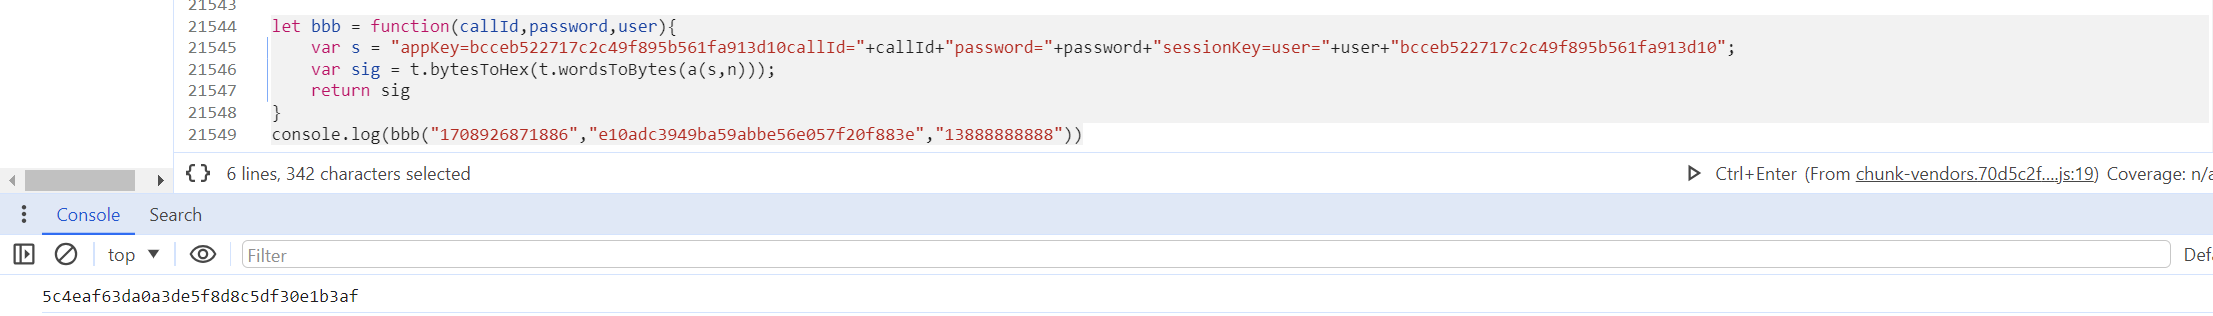 21543
21544 let bbb = function(callId,password,user){
21545 var s = "appKey=bcceb522717c2c49f895b561fa913d10callId="+callId+"password="+password+"sessionKey=user="+user+"bcceb522717c2c49f895b561fa913d10";
21546 var sig = t.bytesToHex(t.wordsToBytes(a(s,n)));
21547 return sig
21548 }
21549 console.log(bbb("1708926871886","e10adc3949ba59abbe56e057f20f883e","13888888888"))
{} 6 lines, 342 characters selected Ctrl+Enter (From chunk-vendors.70d5c2f....js:19) Coverage: n/a
Console Search
top Filter Defa
5c4eaf63da0a3de5f8d8c5df30e1b3af